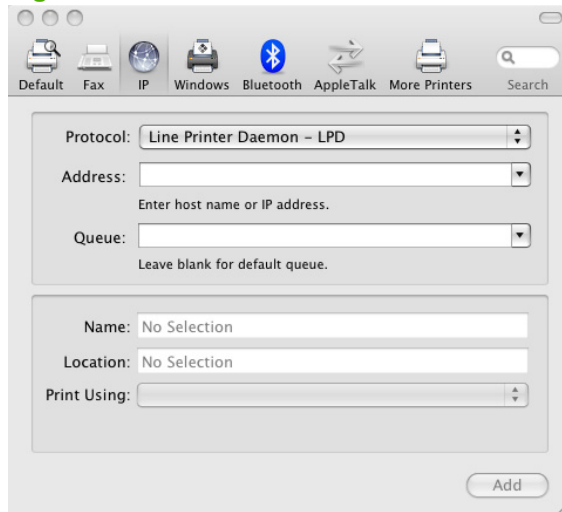 Default Fax IP Windows Bluetooth AppleTalk More Printers Search
Protocol: Line Printer Daemon – LPD
Address:
Enter host name or IP address.
Queue:
Leave blank for default queue.
Name: No Selection
Location: No Selection
Print Using:
Add